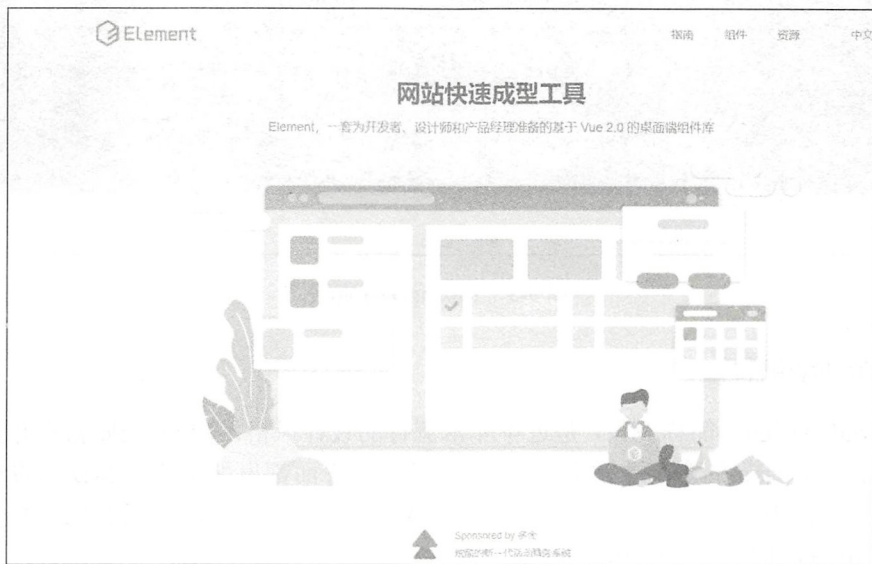 Element 指南 组件 资源 中文
网站快速成型工具
Element，一套为开发者、设计师和产品经理准备的基于 Vue 2.0 的桌面端组件库
Sponsored by